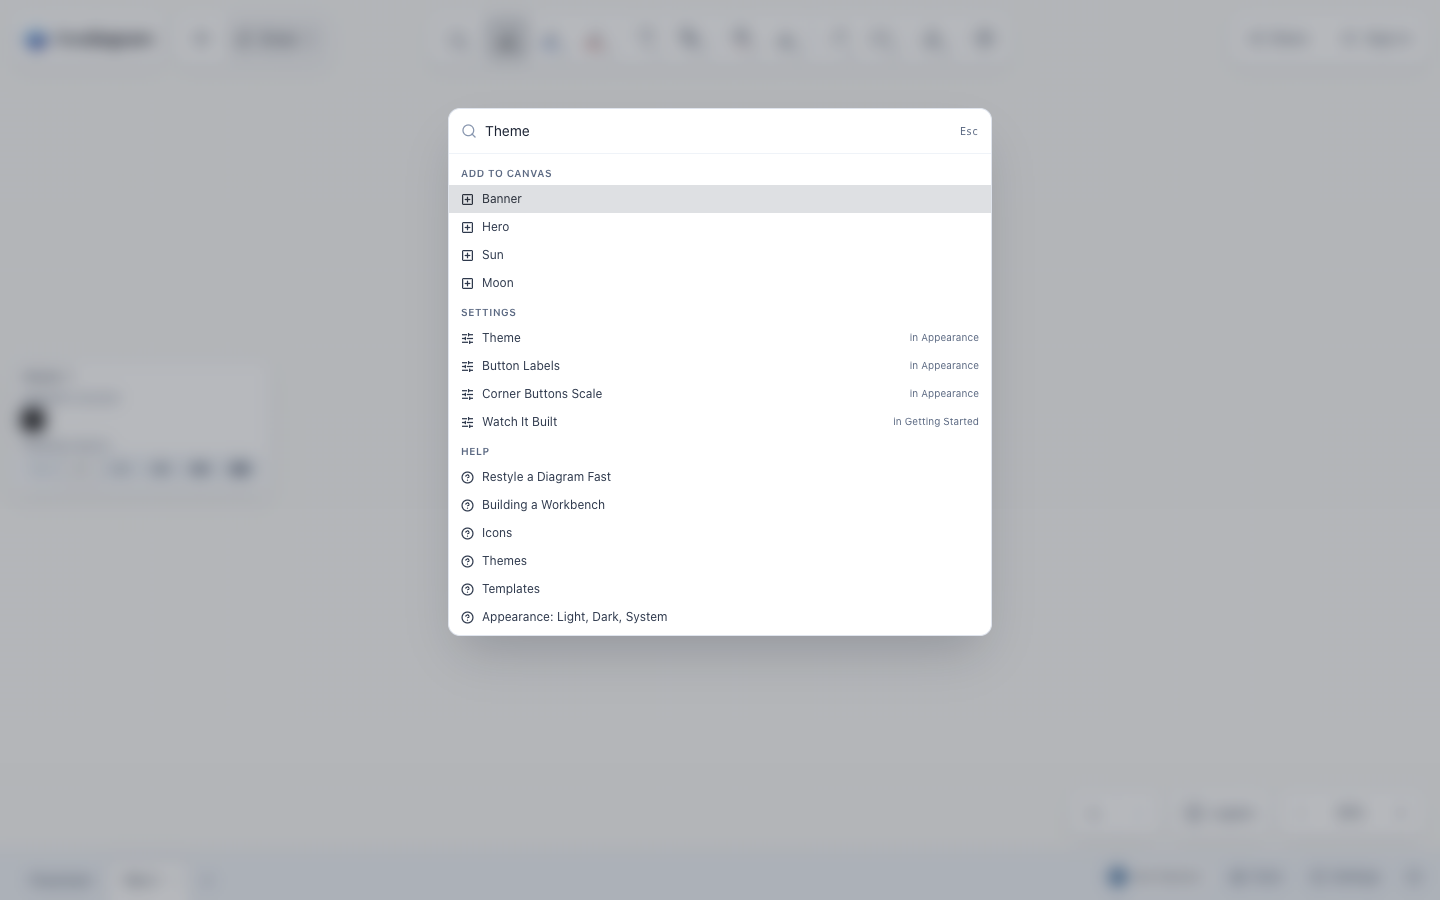 Theme
Esc
ADD TO CANVAS
Banner
Hero
Sun
Moon
SETTINGS
Theme in Appearance
Button Labels in Appearance
Corner Buttons Scale in Appearance
Watch It Built in Getting Started
HELP
Restyle a Diagram Fast
Building a Workbench
Icons
Themes
Templates
Appearance: Light, Dark, System